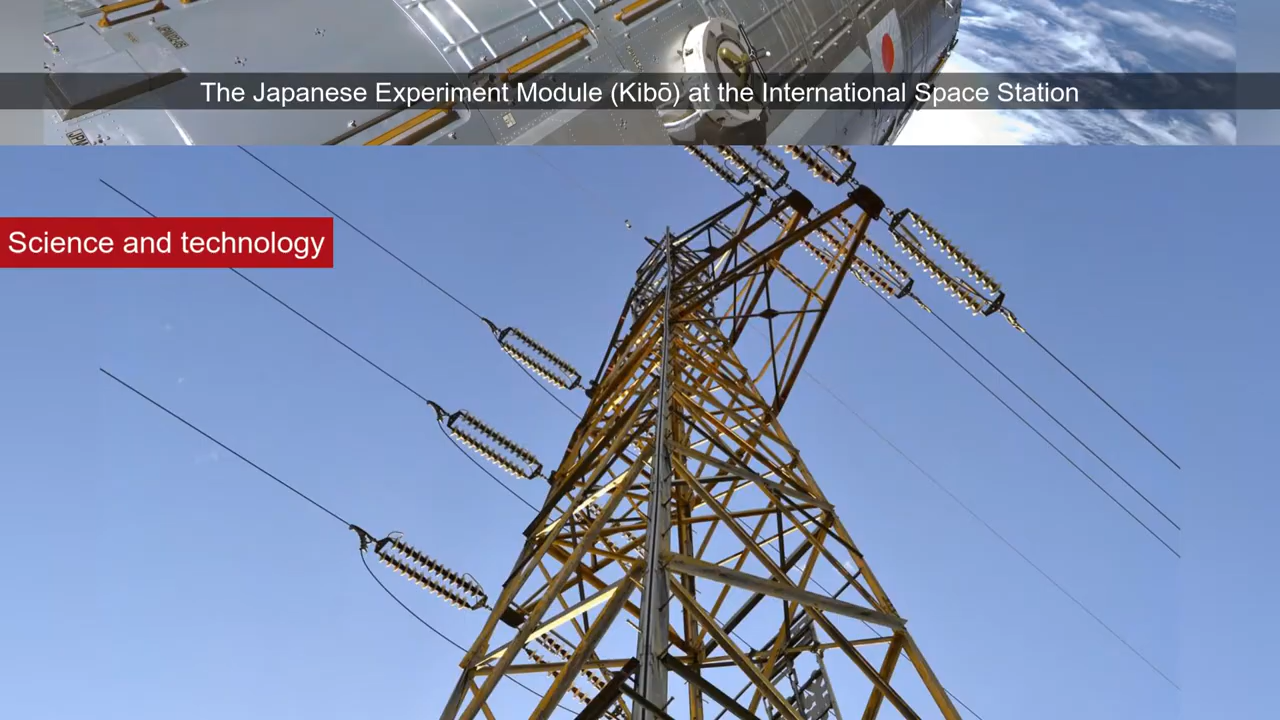 The Japanese Experiment Module (Kibō) at the International Space Station
Science and technology